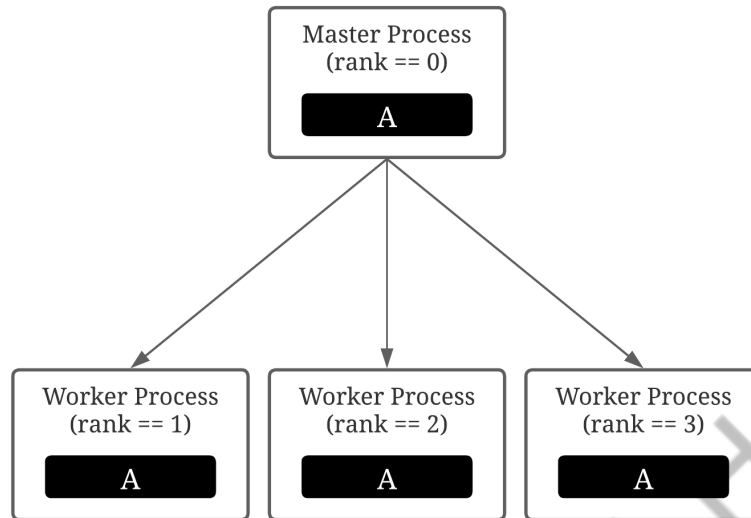 Master Process
(rank == 0)
A
Worker Process
(rank == 1)
A
Worker Process
(rank == 2)
A
Worker Process
(rank == 3)
A